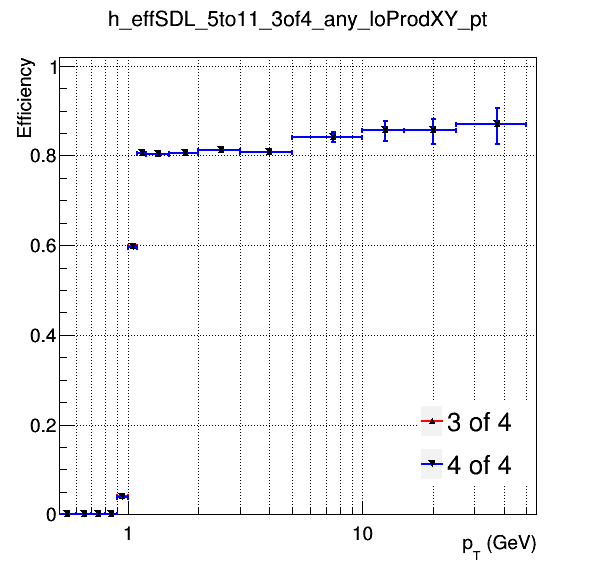 h_effSDL_5to11_3of4_any_loProdXY_pt
Efficiency
1
0.8
0.6
0.4
0.2
0
3 of 4
4 of 4
1
10
p_T (GeV)